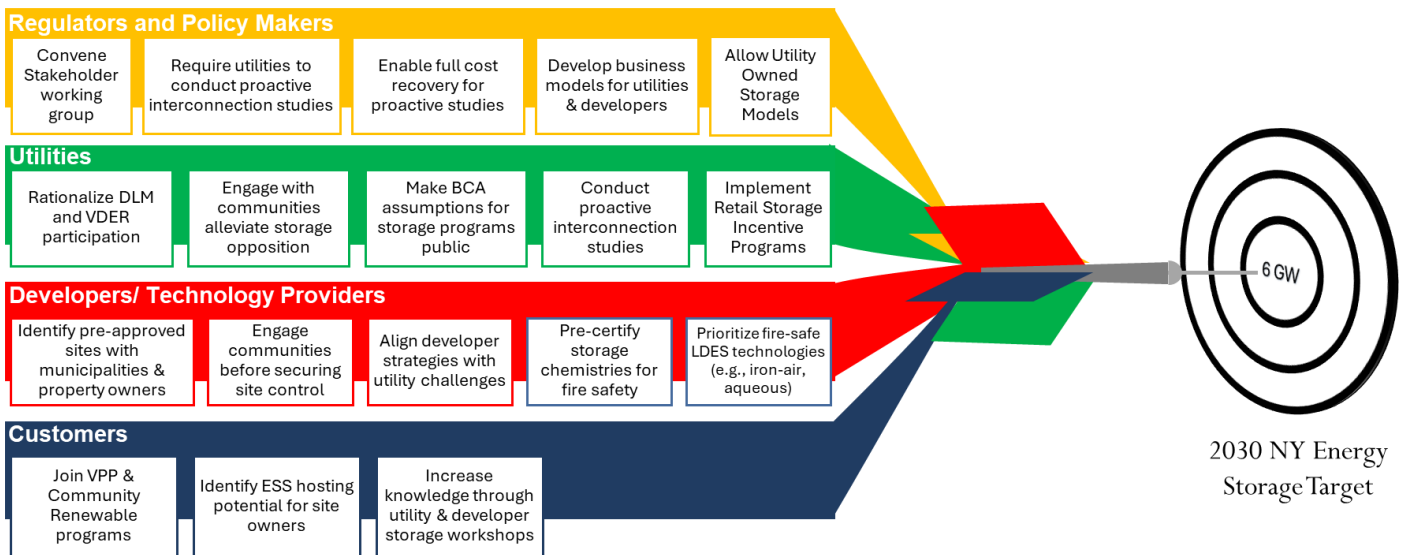 Regulators and Policy Makers
Convene
Stakeholder
working
group
Require utilities to
conduct proactive
interconnection studies
Enable full cost
recovery for
proactive studies
Develop business
models for utilities
& developers
Allow Utility
Owned
Storage
Models
Utilities
Rationalize DLM
and VDER
participation
Engage with
communities
alleviate storage
opposition
Make BCA
assumptions for
storage programs
public
Conduct
proactive
interconnection
studies
Implement
Retail Storage
Incentive
Programs
Developers/ Technology Providers
Identify pre-approved
sites with
municipalities &
property owners
Engage
communities
before securing
site control
Align developer
strategies with
utility challenges
Pre-certify
storage
chemistries for
fire safety
Prioritize fire-safe
LDES technologies
(e.g., iron-air,
aqueous)
Customers
Join VPP &
Community
Renewable
programs
Identify ESS hosting
potential for site
owners
Increase
knowledge through
utility & developer
storage workshops
6 GW
2030 NY Energy
Storage Target